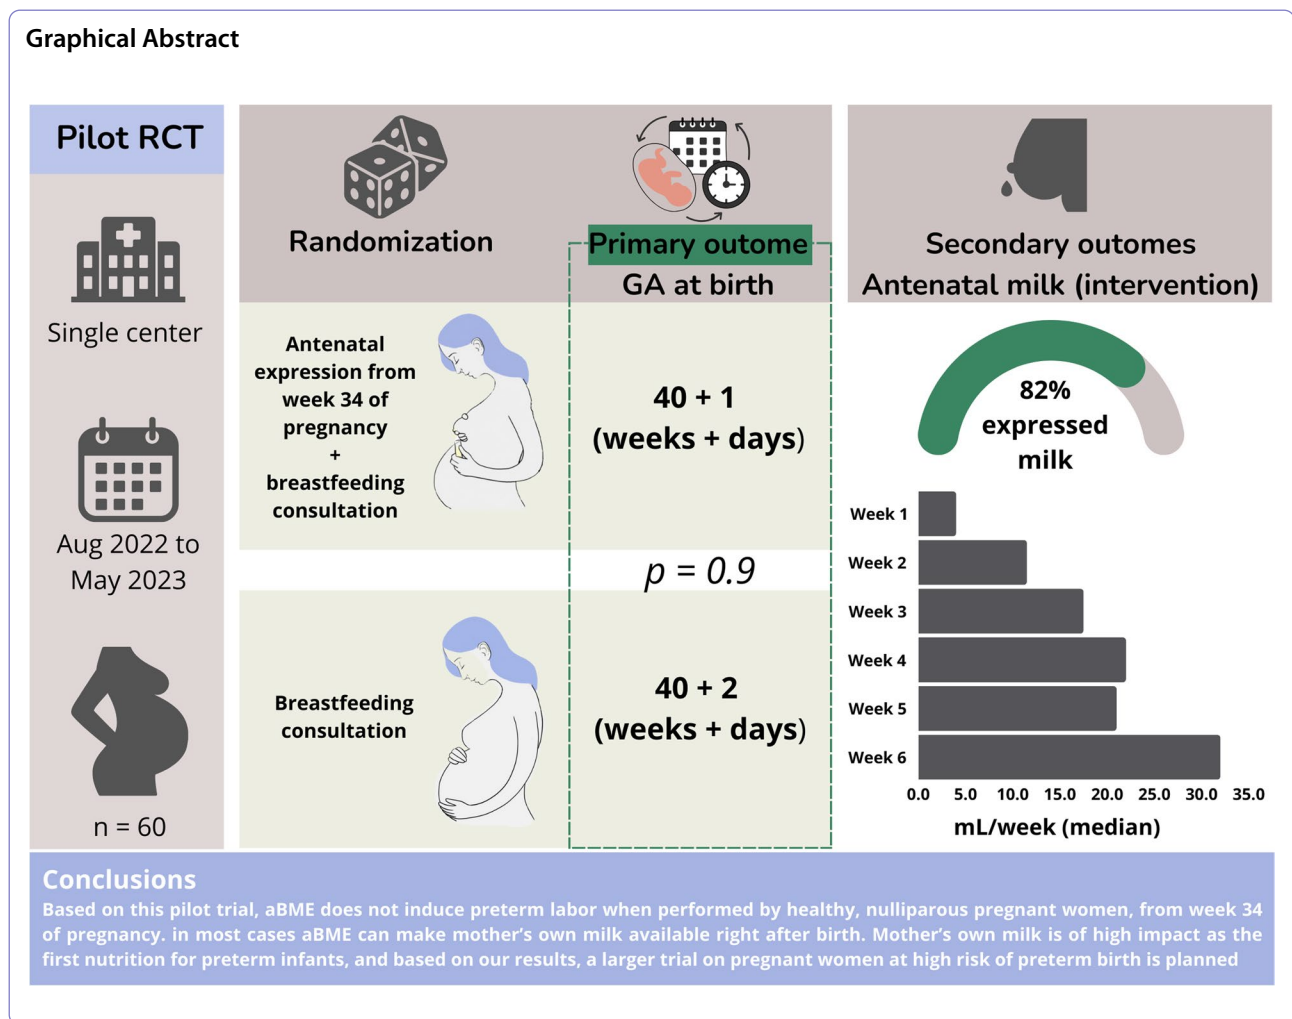 Graphical Abstract
Pilot RCT
Single center
Aug 2022 to
May 2023
n = 60
Randomization
Primary outome
GA at birth
Antenatal
expression from
week 34 of
pregnancy
+
breastfeeding
consultation
40 + 1
(weeks + days)
p = 0.9
Breastfeeding
consultation
40 + 2
(weeks + days)
Secondary outcomes
Antenatal milk (intervention)
82%
expressed
milk
Week 1
Week 2
Week 3
Week 4
Week 5
Week 6
0.0 5.0 10.0 15.0 20.0 25.0 30.0 35.0
mL/week (median)
Conclusions
Based on this pilot trial, aBME does not induce preterm labor when performed by healthy, nulliparous pregnant women, from week 34
of pregnancy. in most cases aBME can make mother's own milk available right after birth. Mother's own milk is of high impact as the
first nutrition for preterm infants, and based on our results, a larger trial on pregnant women at high risk of preterm birth is planned